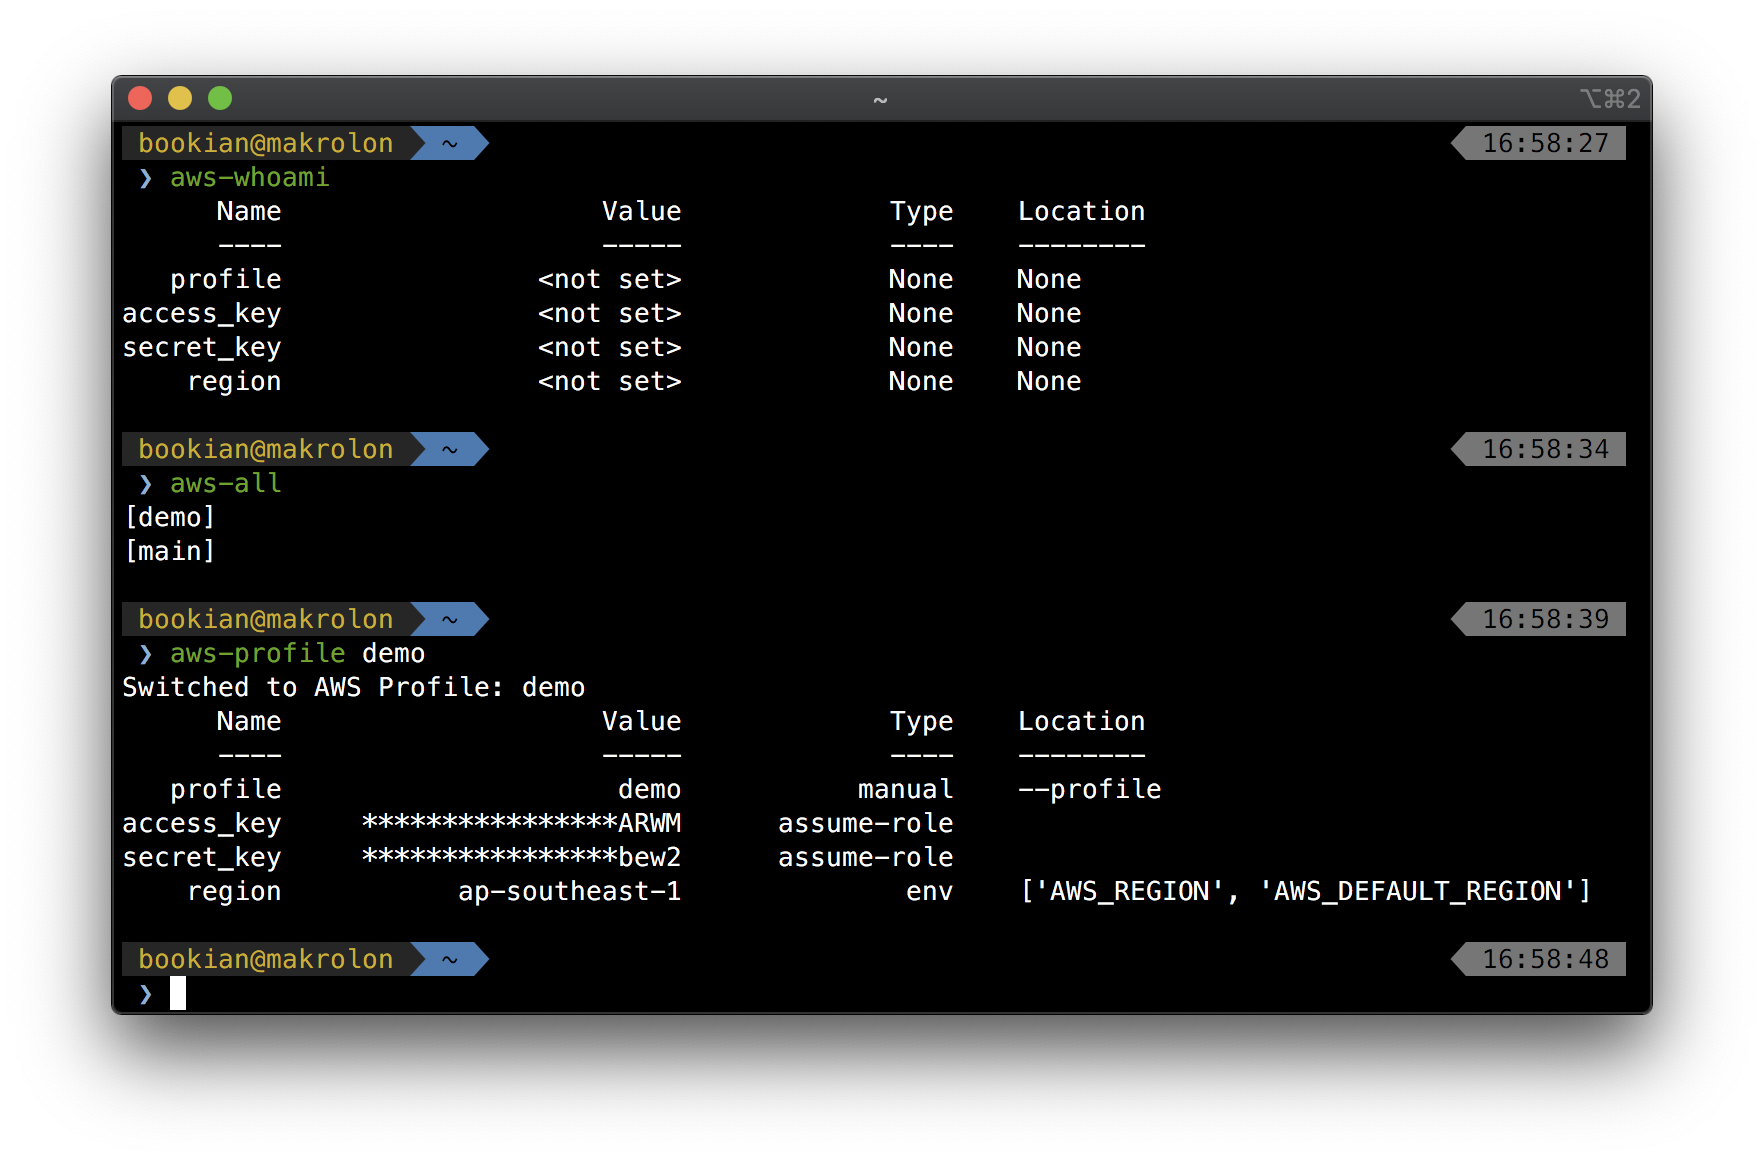 ~ ⌥⌘2
bookian@makrolon ~ 16:58:27
❯ aws-whoami
Name Value Type Location
---- ----- ---- --------
profile <not set> None None
access_key <not set> None None
secret_key <not set> None None
region <not set> None None
bookian@makrolon ~ 16:58:34
❯ aws-all
[demo]
[main]
bookian@makrolon ~ 16:58:39
❯ aws-profile demo
Switched to AWS Profile: demo
Name Value Type Location
---- ----- ---- --------
profile demo manual --profile
access_key ****************ARWM assume-role
secret_key ****************bew2 assume-role
region ap-southeast-1 env ['AWS_REGION', 'AWS_DEFAULT_REGION']
bookian@makrolon ~ 16:58:48
❯